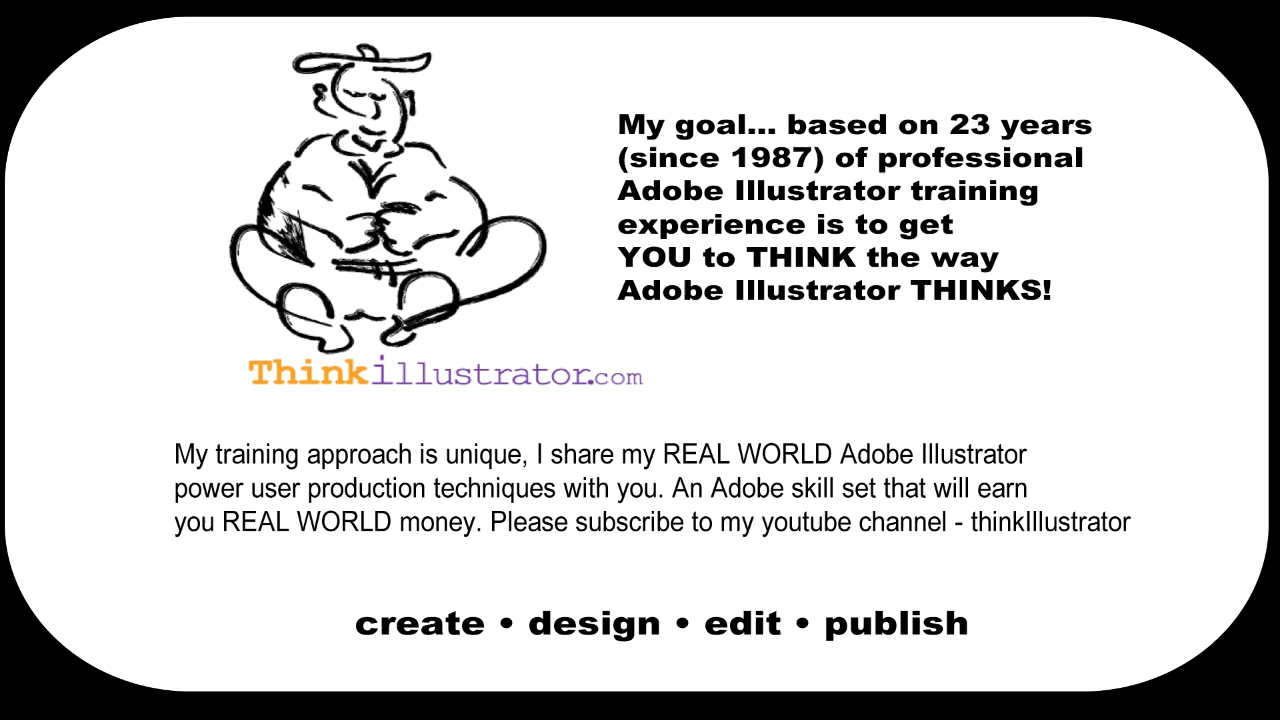 My goal... based on 23 years
(since 1987) of professional
Adobe Illustrator training
experience is to get
YOU to THINK the way
Adobe Illustrator THINKS!
Thinkillustrator.com
My training approach is unique, I share my REAL WORLD Adobe Illustrator
power user production techniques with you. An Adobe skill set that will earn
you REAL WORLD money. Please subscribe to my youtube channel - thinkIllustrator
create • design • edit • publish